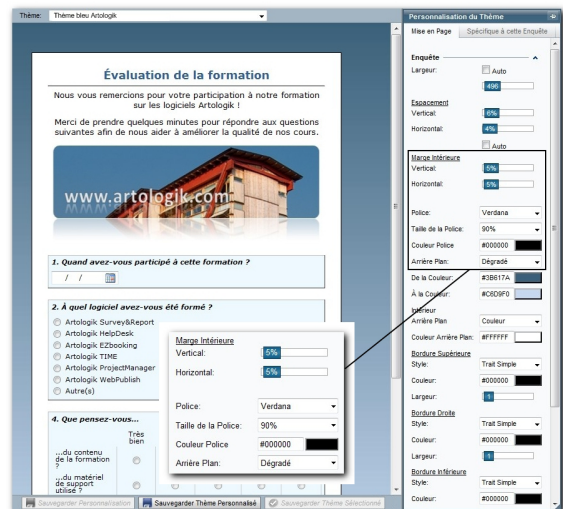 Thème: Thème bleu Artologik
Évaluation de la formation
Nous vous remercions pour votre participation à notre formation
sur les logiciels Artologik !
Merci de prendre quelques minutes pour répondre aux questions
suivantes afin de nous aider à améliorer la qualité de nos cours.
www.artologik.com
1. Quand avez-vous participé à cette formation ?
/ /
2. À quel logiciel avez-vous été formé ?
Artologik Survey&Report
Artologik HelpDesk
Artologik EZbooking
Artologik TIME
Artologik ProjectManager
Artologik WebPublish
Autre(s)
4. Que pensez-vous...
Très
bien
...du contenu
de la formation
?
...du matériel
de support
utilisé ?
Marge Intérieure
Vertical: 5%
Horizontal: 5%
Police: Verdana
Taille de la Police: 90%
Couleur Police #000000
Arrière Plan: Dégradé
Sauvegarder Personnalisation
Sauvegarder Thème Personnalisé
Sauvegarder Thème Sélectionné
Personnalisation du Thème
Mise en Page Spécifique à cette Enquête
Enquête
Largeur: Auto
496
Espacement
Vertical: 6%
Horizontal: 4%
Auto
Marge Intérieure
Vertical: 5%
Horizontal: 5%
Police: Verdana
Taille de la Police: 90%
Couleur Police #000000
Arrière Plan: Dégradé
De la Couleur: #3B617A
À la Couleur: #C6D9F0
Intérieur
Arrière Plan Couleur
Couleur Arrière Plan: #FFFFFF
Bordure Supérieure
Style: Trait Simple
Couleur: #000000
Largeur: 1
Bordure Droite
Style: Trait Simple
Couleur: #000000
Largeur: 1
Bordure Inférieure
Style: Trait Simple
Couleur: #000000